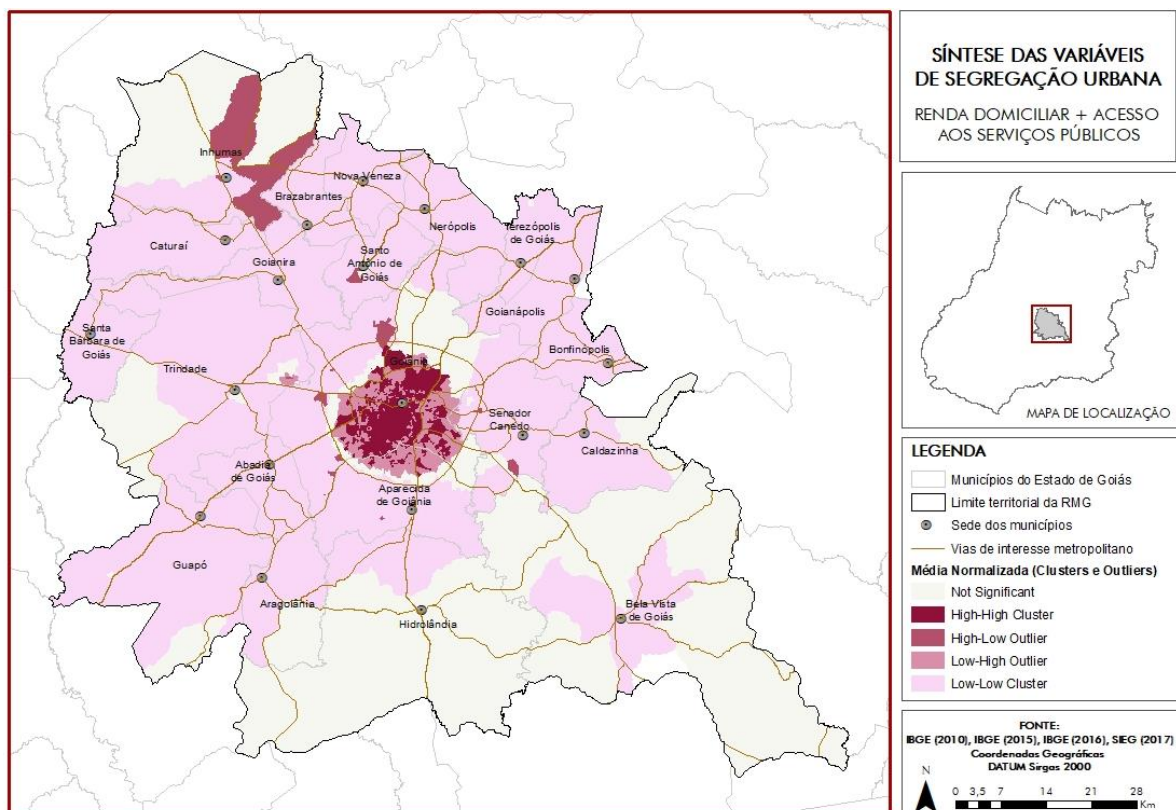 Inhumas
Nova Veneza
Brazabrantes
Nerópolis
Terezópolis
de Goiás
Caturaí
Goianira
Santo
Antônio de
Goiás
Goianápolis
Santa
Bárbara de
Goiás
Trindade
Goiânia
Bonfinópolis
Senador
Canedo
Caldazinha
Abadia
de Goiás
Aparecida
de Goiânia
Guapó
Aragoiânia
Hidrolândia
Bela Vista
de Goiás
SÍNTESE DAS VARIÁVEIS
DE SEGREGAÇÃO URBANA
RENDA DOMICILIAR + ACESSO
AOS SERVIÇOS PÚBLICOS
MAPA DE LOCALIZAÇÃO
LEGENDA
Municípios do Estado de Goiás
Limite territorial da RMG
Sede dos municípios
Vias de interesse metropolitano
Média Normalizada (Clusters e Outliers)
Not Significant
High-High Cluster
High-Low Outlier
Low-High Outlier
Low-Low Cluster
FONTE:
IBGE (2010), IBGE (2015), IBGE (2016), SIEG (2017)
Coordenadas Geográficas
DATUM Sirgas 2000
N
0 3,5 7 14 21 28
Km